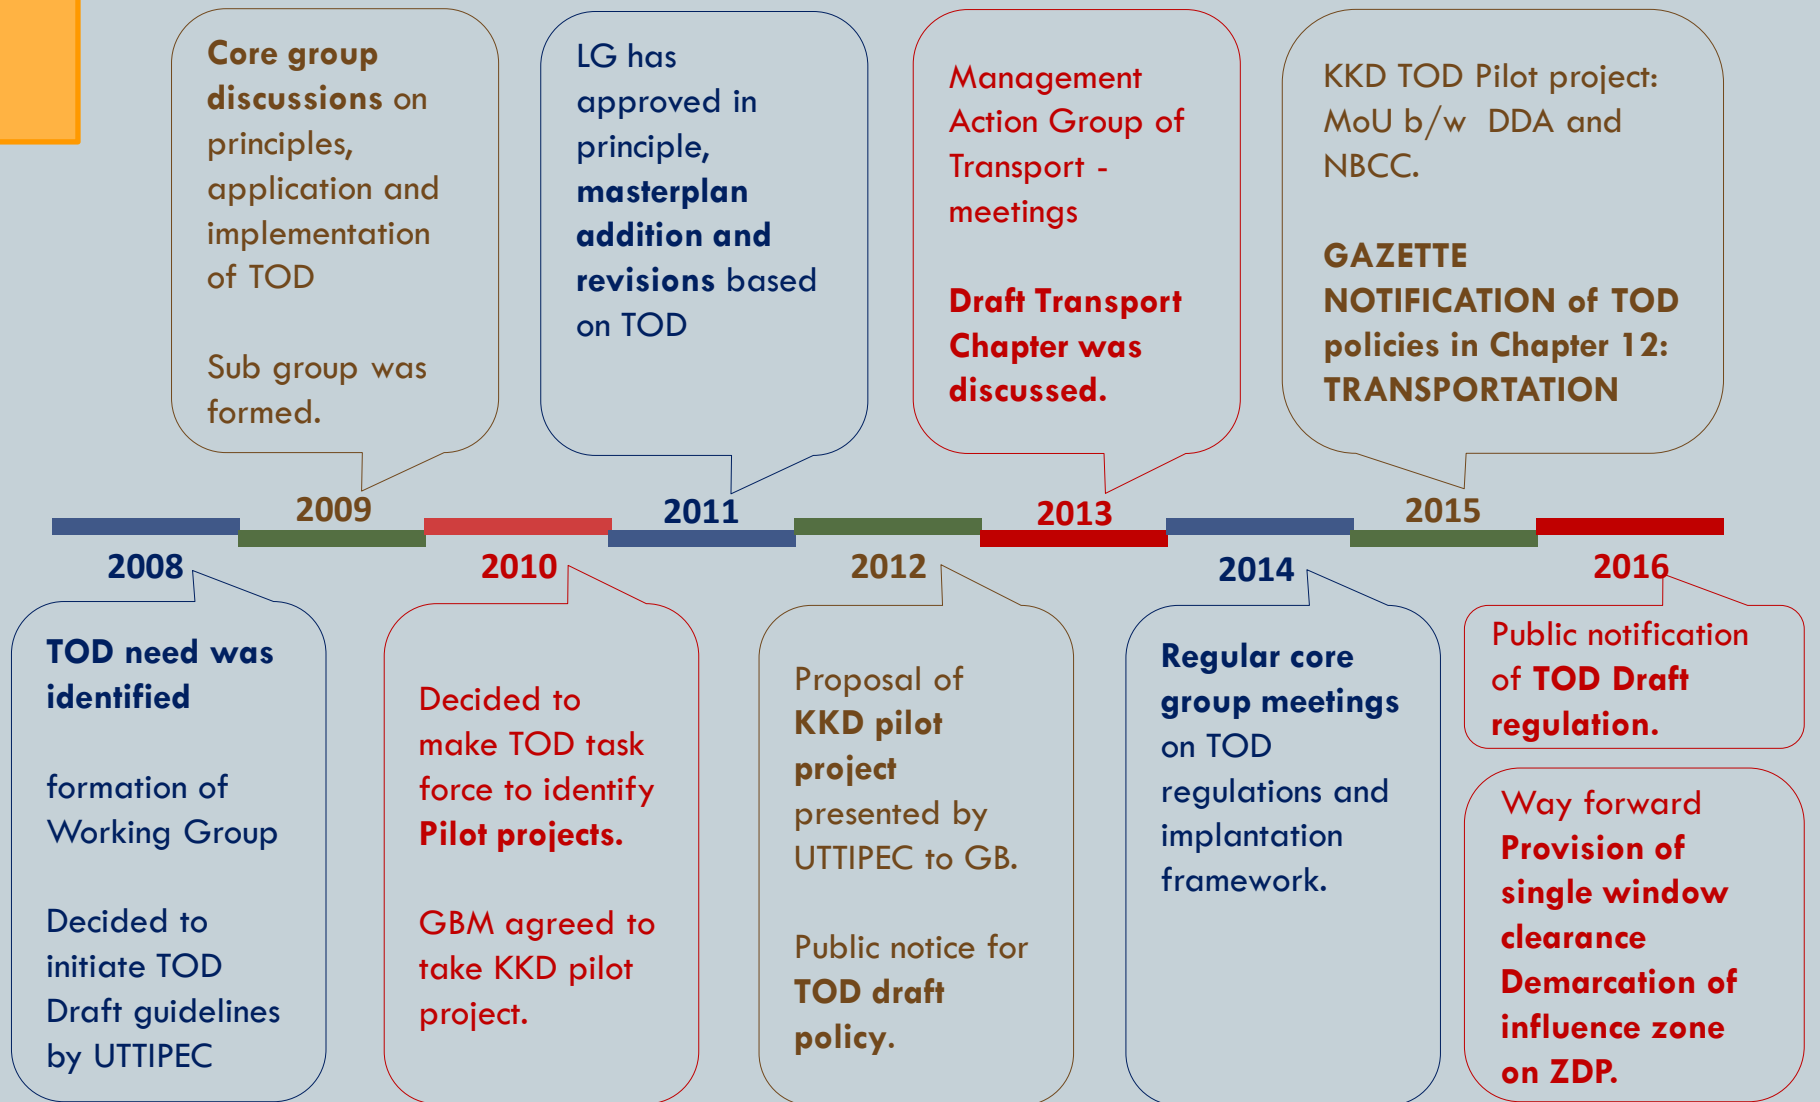 Core group
discussions on
principles,
application and
implementation
of TOD
Sub group was
formed.
LG has
approved in
principle,
masterplan
addition and
revisions based
on TOD
Management
Action Group of
Transport -
meetings
Draft Transport
Chapter was
discussed.
KKD TOD Pilot project:
MoU b/w DDA and
NBCC.
GAZETTE
NOTIFICATION of TOD
policies in Chapter 12:
TRANSPORTATION
2009
2011
2013
2015
2008
2010
2012
2014
2016
TOD need was
identified
formation of
Working Group
Decided to
initiate TOD
Draft guidelines
by UTTIPEC
Decided to
make TOD task
force to identify
Pilot projects.
GBM agreed to
take KKD pilot
project.
Proposal of
KKD pilot
project
presented by
UTTIPEC to GB.
Public notice for
TOD draft
policy.
Regular core
group meetings
on TOD
regulations and
implantation
framework.
Public notification
of TOD Draft
regulation.
Way forward
Provision of
single window
clearance
Demarcation of
influence zone
on ZDP.